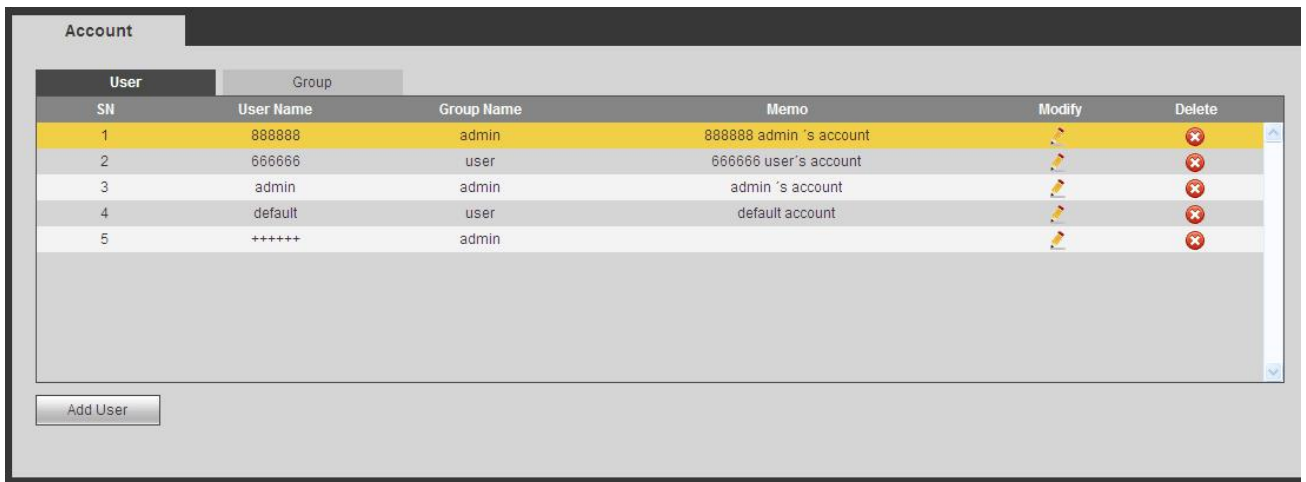 Account
User Group
SN User Name Group Name Memo Modify Delete
1 888888 admin 888888 admin ´s account
2 666666 user 666666 user´s account
3 admin admin admin ´s account
4 default user default account
5 ++++++ admin
Add User